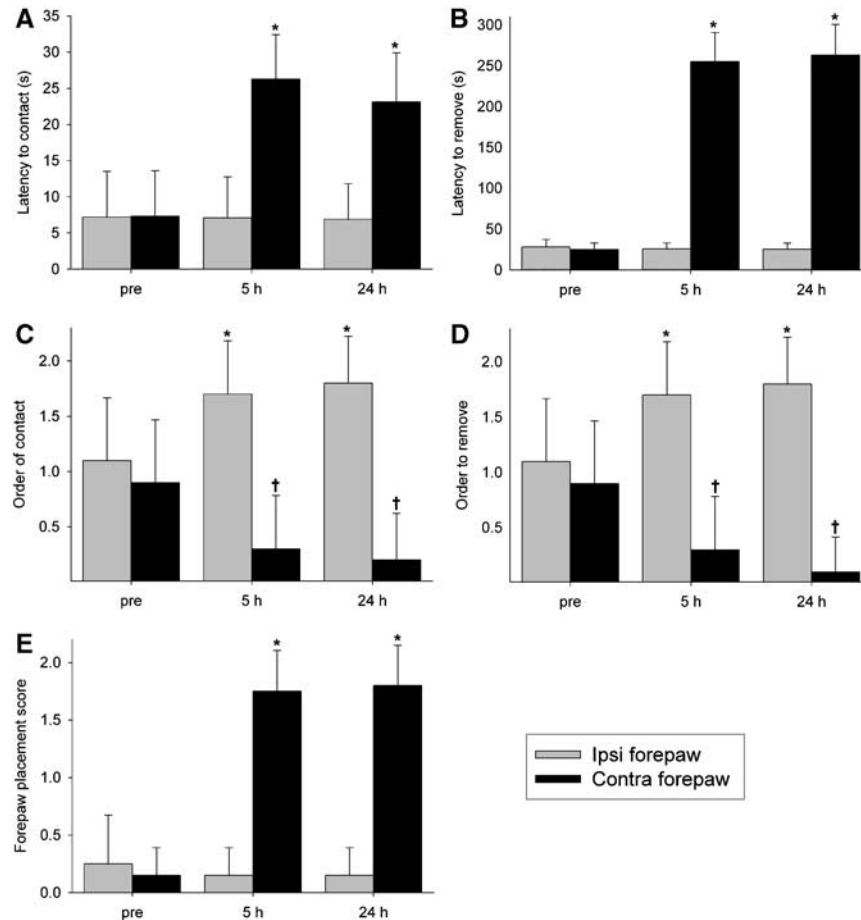 A
Latency to contact (s)
35
30
25
20
15
10
5
0
*
*
pre
5 h
24 h
B
Latency to remove (s)
300
250
200
150
100
50
0
*
*
pre
5 h
24 h
C
Order of contact
2.0
1.5
1.0
0.5
*
*
†
†
pre
5 h
24 h
D
Order to remove
2.0
1.5
1.0
0.5
*
*
†
†
pre
5 h
24 h
E
Forepaw placement score
2.0
1.5
1.0
0.5
0.0
*
*
pre
5 h
24 h
Ipsi forepaw
Contra forepaw